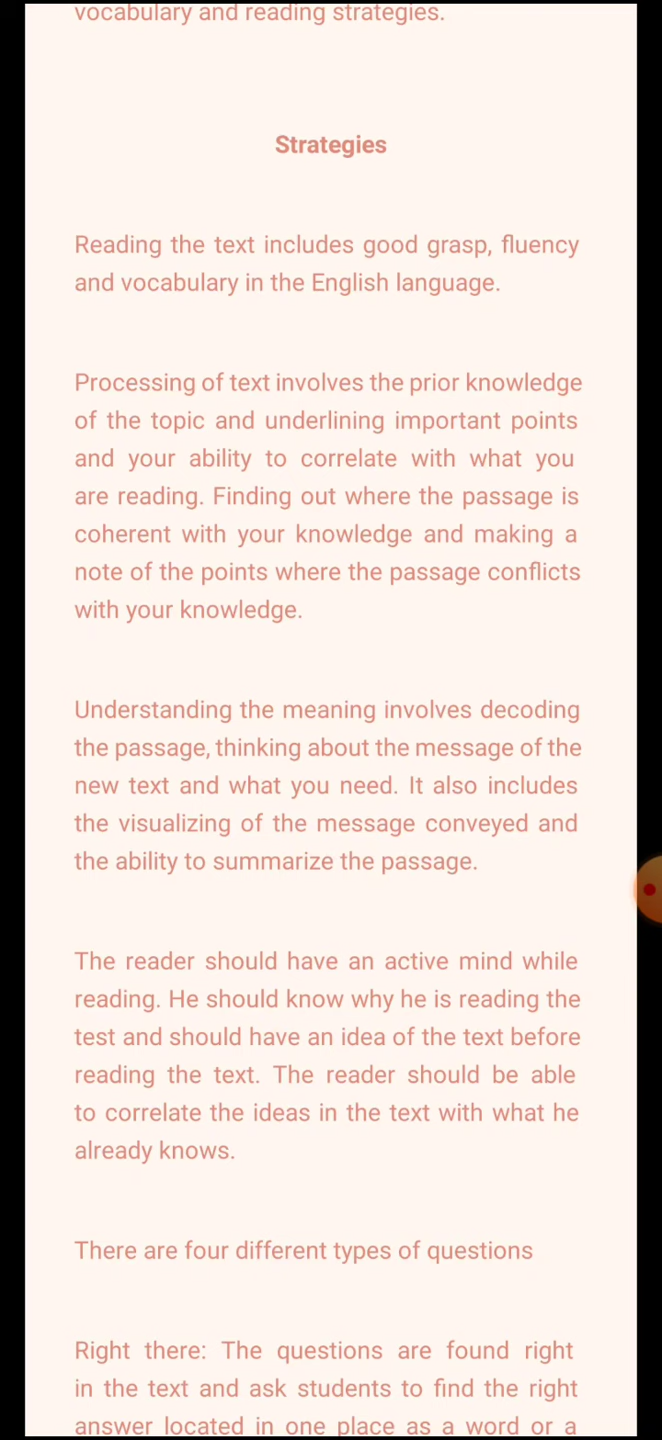 vocabulary and reading strategies.
Strategies
Reading the text includes good grasp, fluency
and vocabulary in the English language.
Processing of text involves the prior knowledge
of the topic and underlining important points
and your ability to correlate with what you
are reading. Finding out where the passage is
coherent with your knowledge and making a
note of the points where the passage conflicts
with your knowledge.
Understanding the meaning involves decoding
the passage, thinking about the message of the
new text and what you need. It also includes
the visualizing of the message conveyed and
the ability to summarize the passage.
The reader should have an active mind while
reading. He should know why he is reading the
test and should have an idea of the text before
reading the text. The reader should be able
to correlate the ideas in the text with what he
already knows.
There are four different types of questions
Right there: The questions are found right
in the text and ask students to find the right
answer located in one place as a word or a